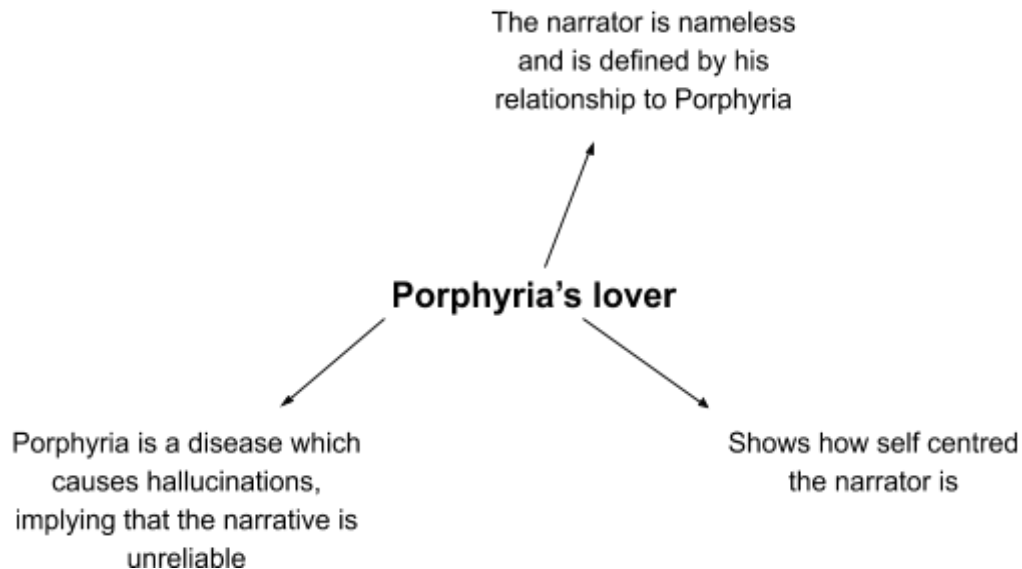 The narrator is nameless
and is defined by his
relationship to Porphyria
Porphyria’s lover
Porphyria is a disease which
causes hallucinations,
implying that the narrative is
unreliable
Shows how self centred
the narrator is